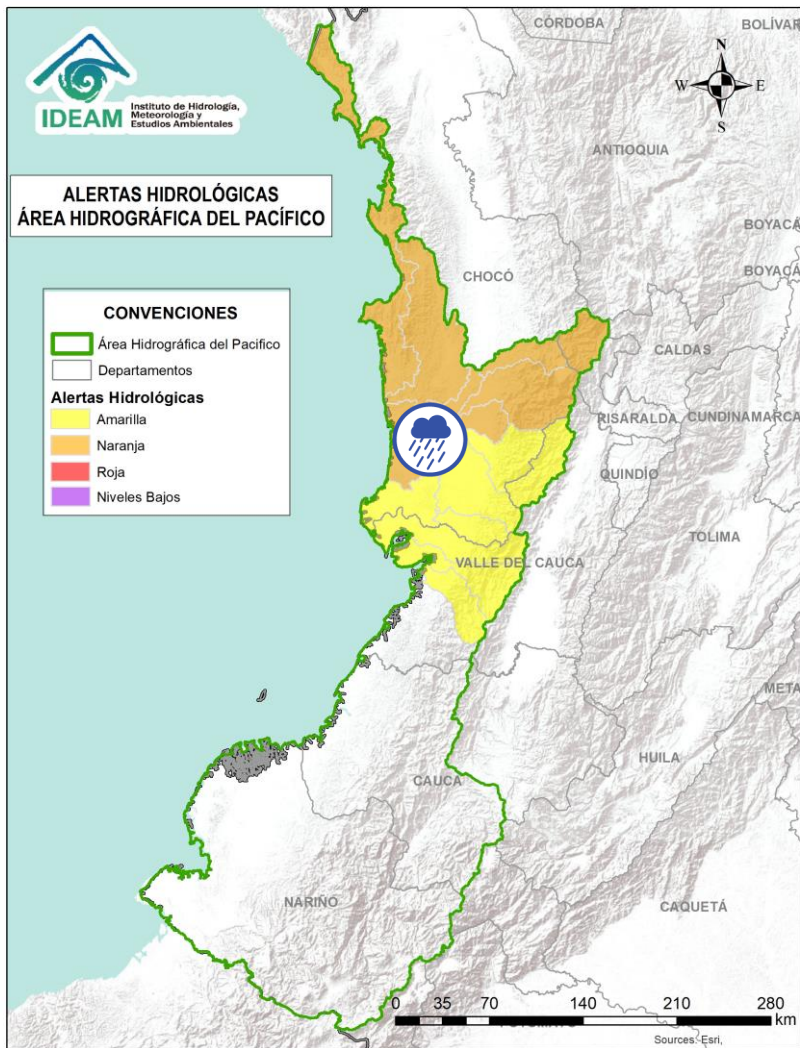 IDEAM
Instituto de Hidrología,
Meteorología y
Estudios Ambientales
ALERTAS HIDROLÓGICAS
ÁREA HIDROGRÁFICA DEL PACÍFICO
CONVENCIONES
Área Hidrográfica del Pacifico
Departamentos
Alertas Hidrológicas
Amarilla
Naranja
Roja
Niveles Bajos
N
W E
S
CÓRDOBA
BOLÍVAR
ANTIOQUIA
BOYACÁ
CHOCÓ
BOYACÁ
CALDAS
RISARALDA
CUNDINAMARCA
QUINDÍO
TOLIMA
VALLE DEL CAUCA
META
HUILA
CAUCA
NARIÑO
CAQUETÁ
0 35 70 140 210 280
km
Sources: Esri,